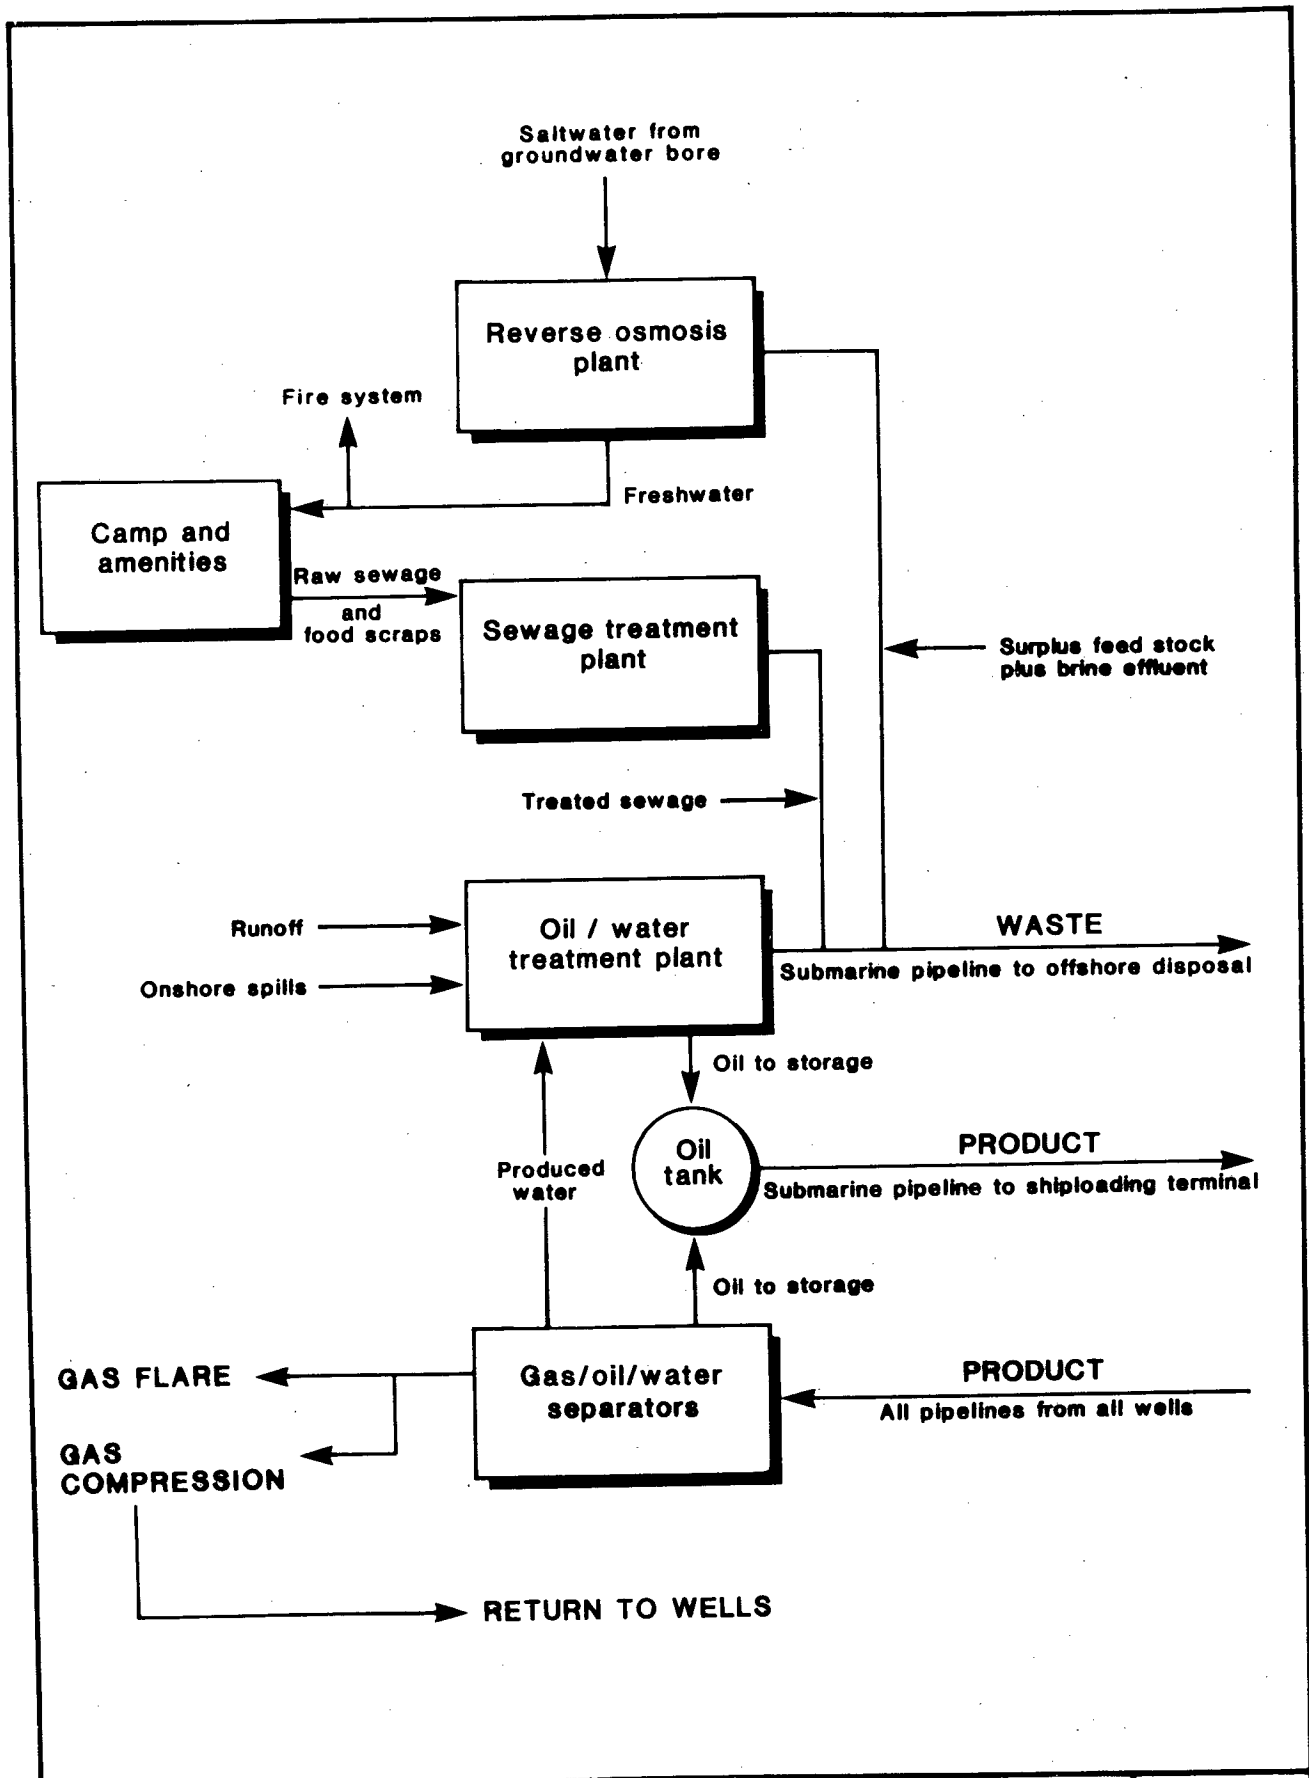 Saltwater from
groundwater bore
Reverse osmosis
plant
Fire system
Freshwater
Camp and
amenities
Raw sewage
and
food scraps
Sewage treatment
plant
Surplus feed stock
plus brine effluent
Treated sewage
Runoff
Onshore spills
Oil / water
treatment plant
WASTE
Submarine pipeline to offshore disposal
Oil to storage
Produced
water
Oil
tank
PRODUCT
Submarine pipeline to shiploading terminal
Oil to storage
GAS FLARE
GAS
COMPRESSION
Gas/oil/water
separators
PRODUCT
All pipelines from all wells
RETURN TO WELLS